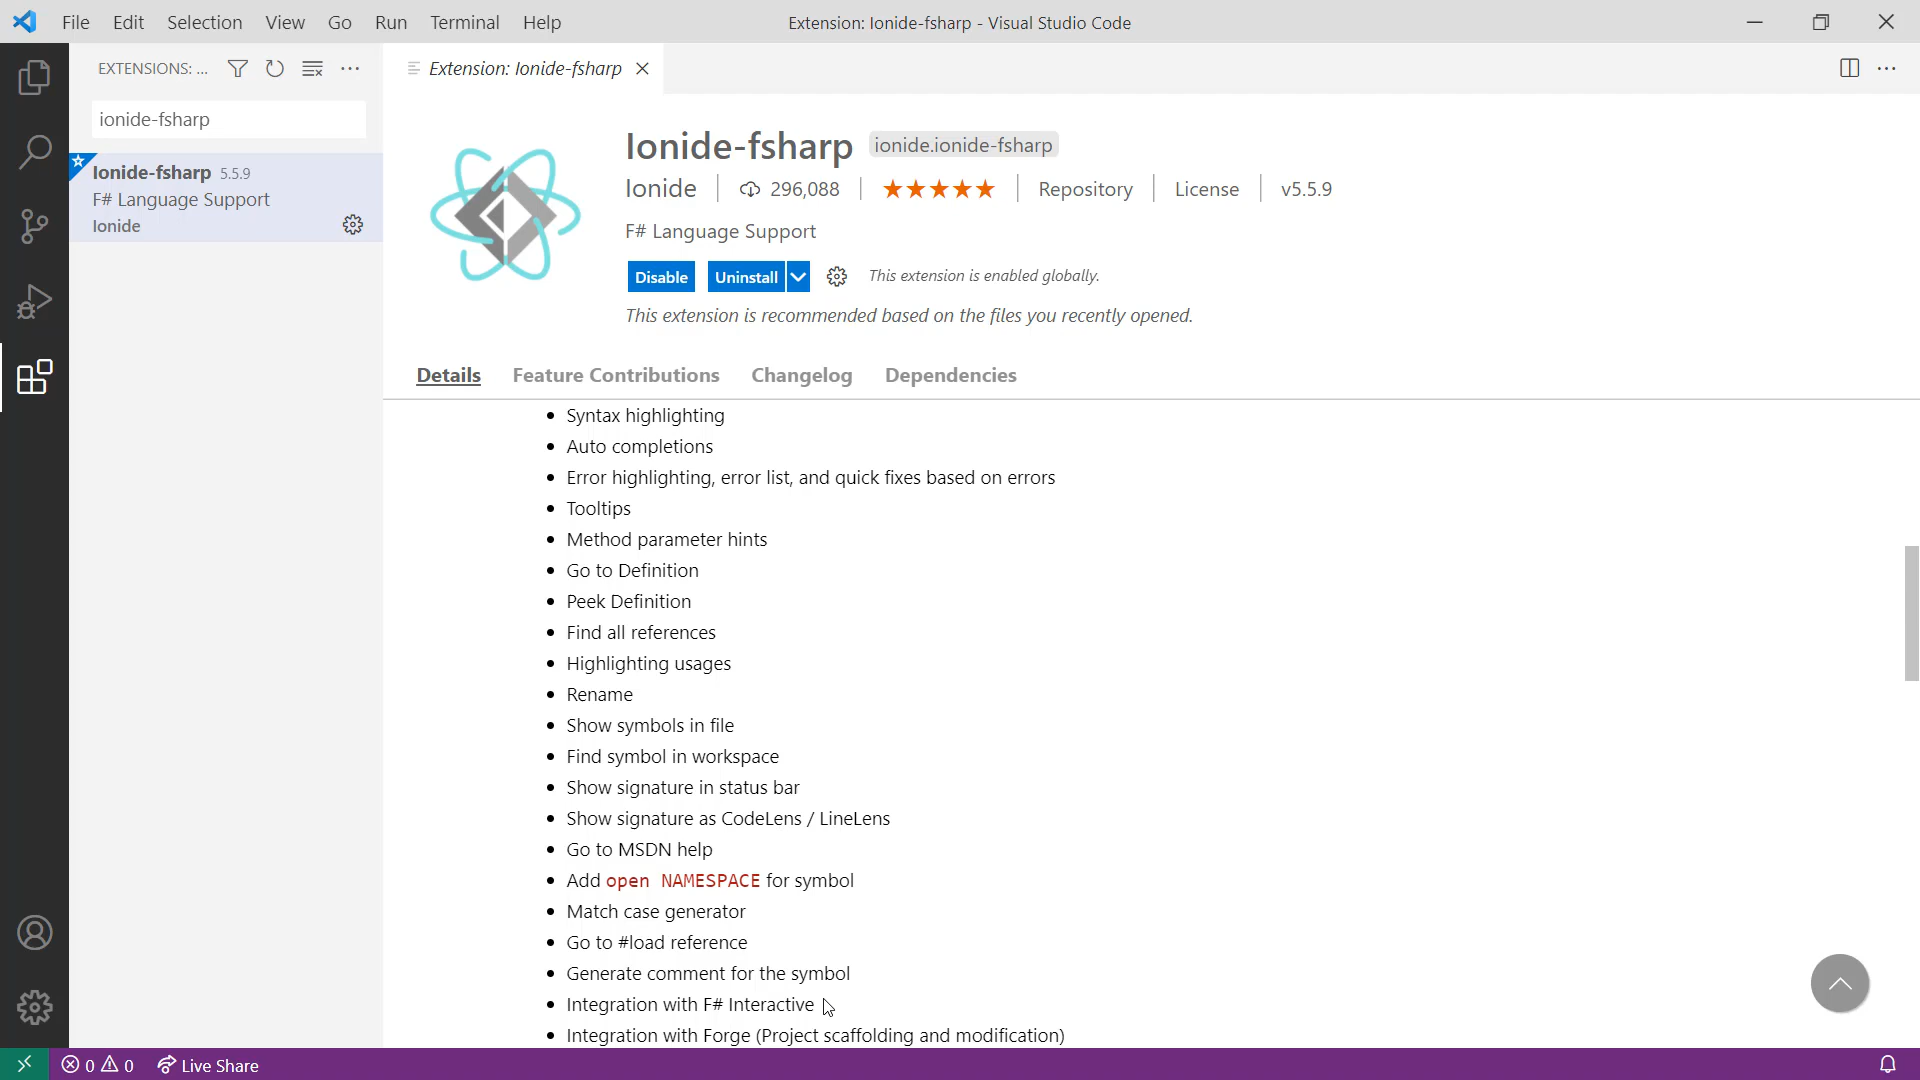 File Edit Selection View Go Run Terminal Help
Extension: Ionide-fsharp - Visual Studio Code
EXTENSIONS: ...
Extension: Ionide-fsharp
ionide-fsharp
Ionide-fsharp 5.5.9
F# Language Support
Ionide
Ionide-fsharp ionide.ionide-fsharp
Ionide 296,088 Repository License v5.5.9
F# Language Support
Disable Uninstall This extension is enabled globally.
This extension is recommended based on the files you recently opened.
Details Feature Contributions Changelog Dependencies
Syntax highlighting
Auto completions
Error highlighting, error list, and quick fixes based on errors
Tooltips
Method parameter hints
Go to Definition
Peek Definition
Find all references
Highlighting usages
Rename
Show symbols in file
Find symbol in workspace
Show signature in status bar
Show signature as CodeLens / LineLens
Go to MSDN help
Add open NAMESPACE for symbol
Match case generator
Go to #load reference
Generate comment for the symbol
Integration with F# Interactive
Integration with Forge (Project scaffolding and modification)
0 0 Live Share